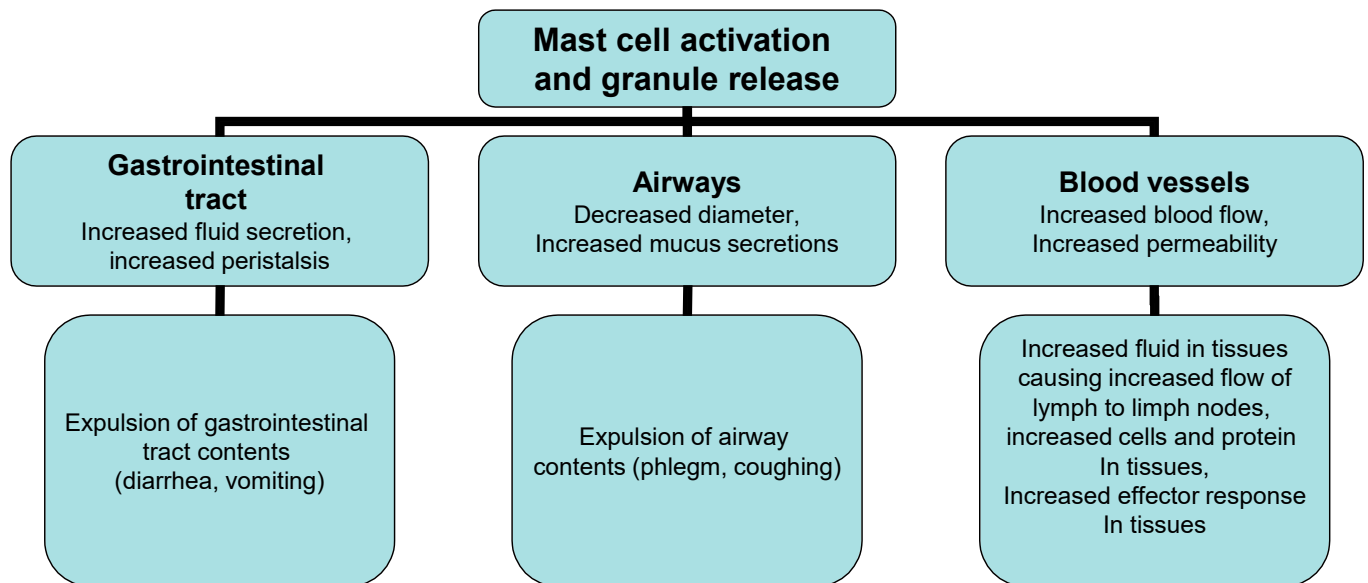 Mast cell activation
and granule release
Gastrointestinal
tract
Increased fluid secretion,
increased peristalsis
Airways
Decreased diameter,
Increased mucus secretions
Blood vessels
Increased blood flow,
Increased permeability
Expulsion of gastrointestinal
tract contents
(diarrhea, vomiting)
Expulsion of airway
contents (phlegm, coughing)
Increased fluid in tissues
causing increased flow of
lymph to limph nodes,
increased cells and protein
In tissues,
Increased effector response
In tissues